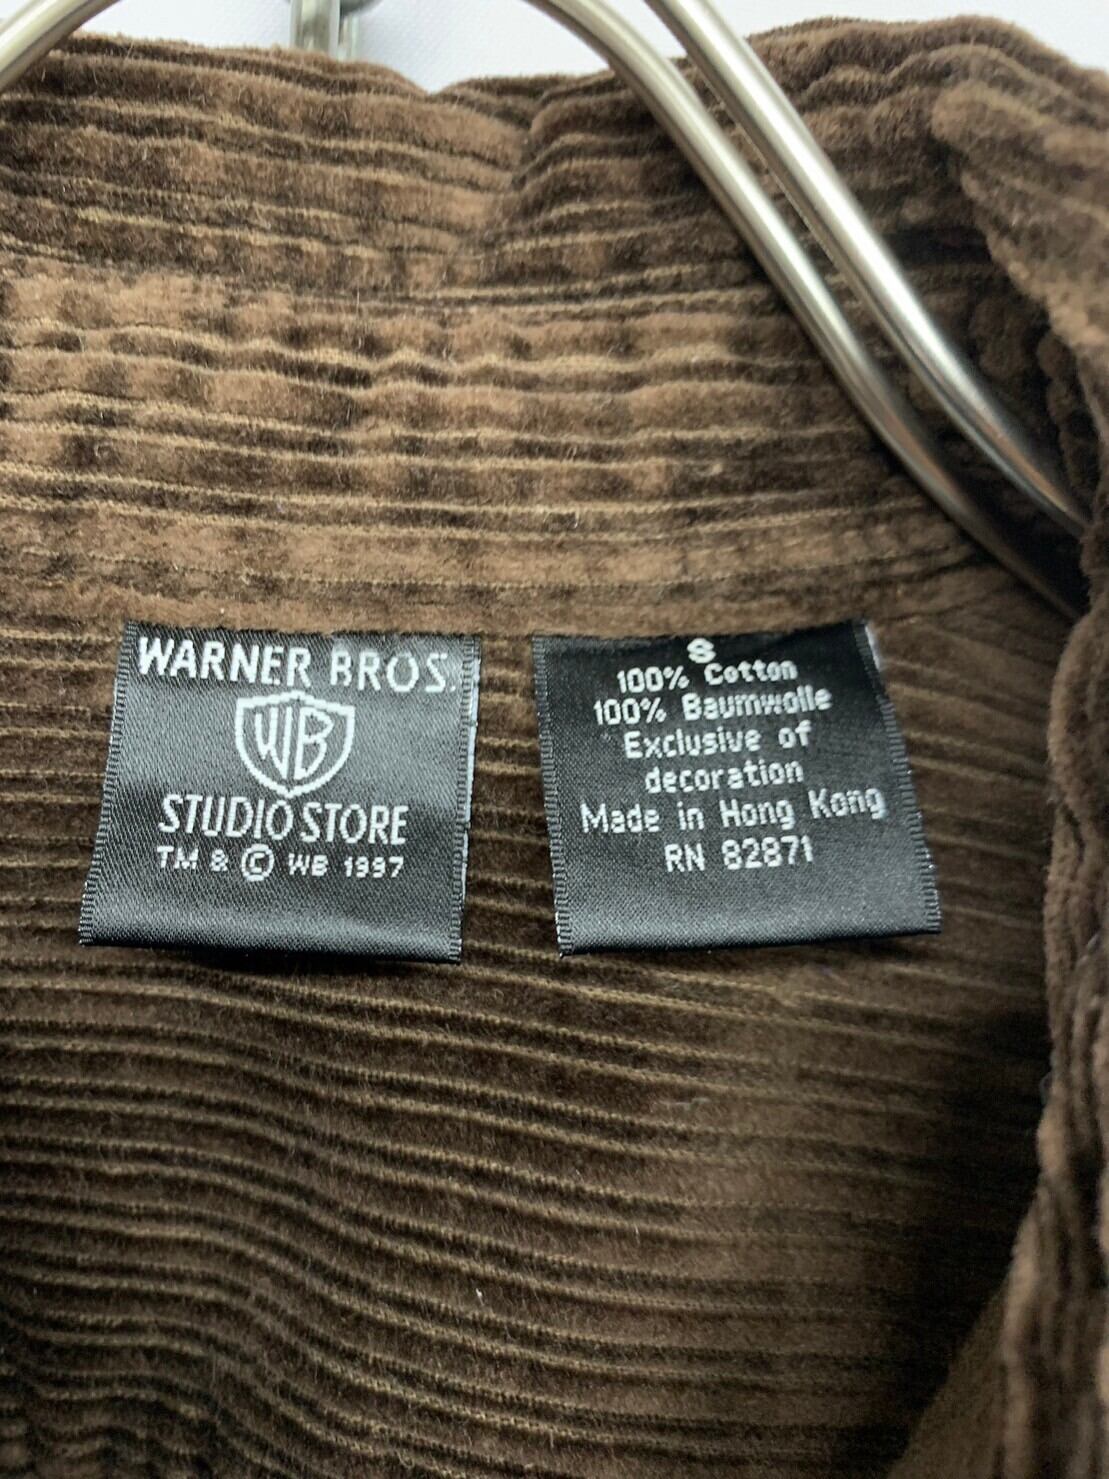 WARNER BROS.
WB
STUDIO STORE
TM & © WB 1997
S
100% Cotton
100% Baumwolle
Exclusive of
decoration
Made in Hong Kong
RN 82871